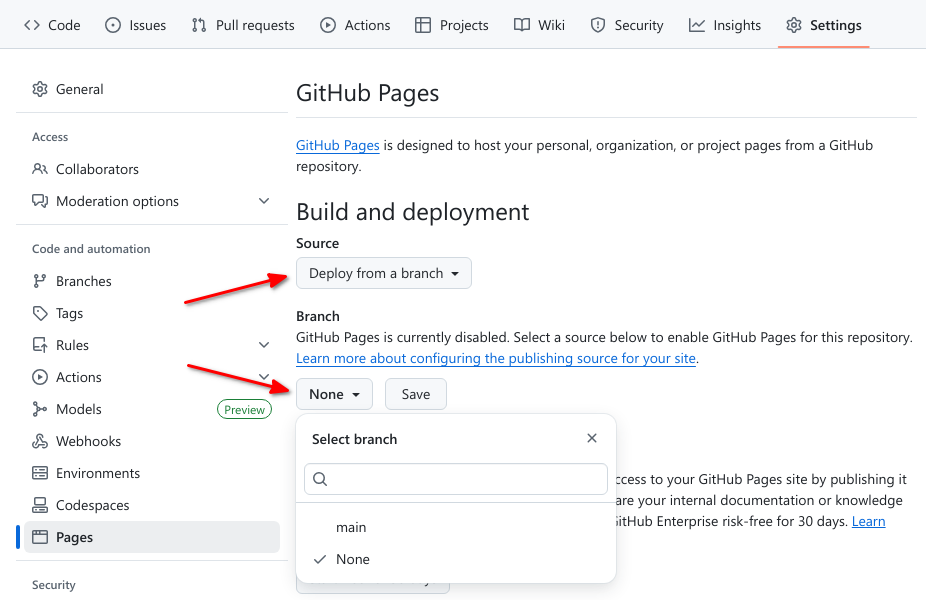 Code Issues Pull requests Actions Projects Wiki Security Insights Settings
General
Access
Collaborators
Moderation options
Code and automation
Branches
Tags
Rules
Actions
Models Preview
Webhooks
Environments
Codespaces
Pages
Security
GitHub Pages
GitHub Pages is designed to host your personal, organization, or project pages from a GitHub
repository.
Build and deployment
Source
Deploy from a branch
Branch
GitHub Pages is currently disabled. Select a source below to enable GitHub Pages for this repository.
Learn more about configuring the publishing source for your site.
None Save
Select branch
main
None
access to your GitHub Pages site by publishing it
are your internal documentation or knowledge
GitHub Enterprise risk-free for 30 days. Learn